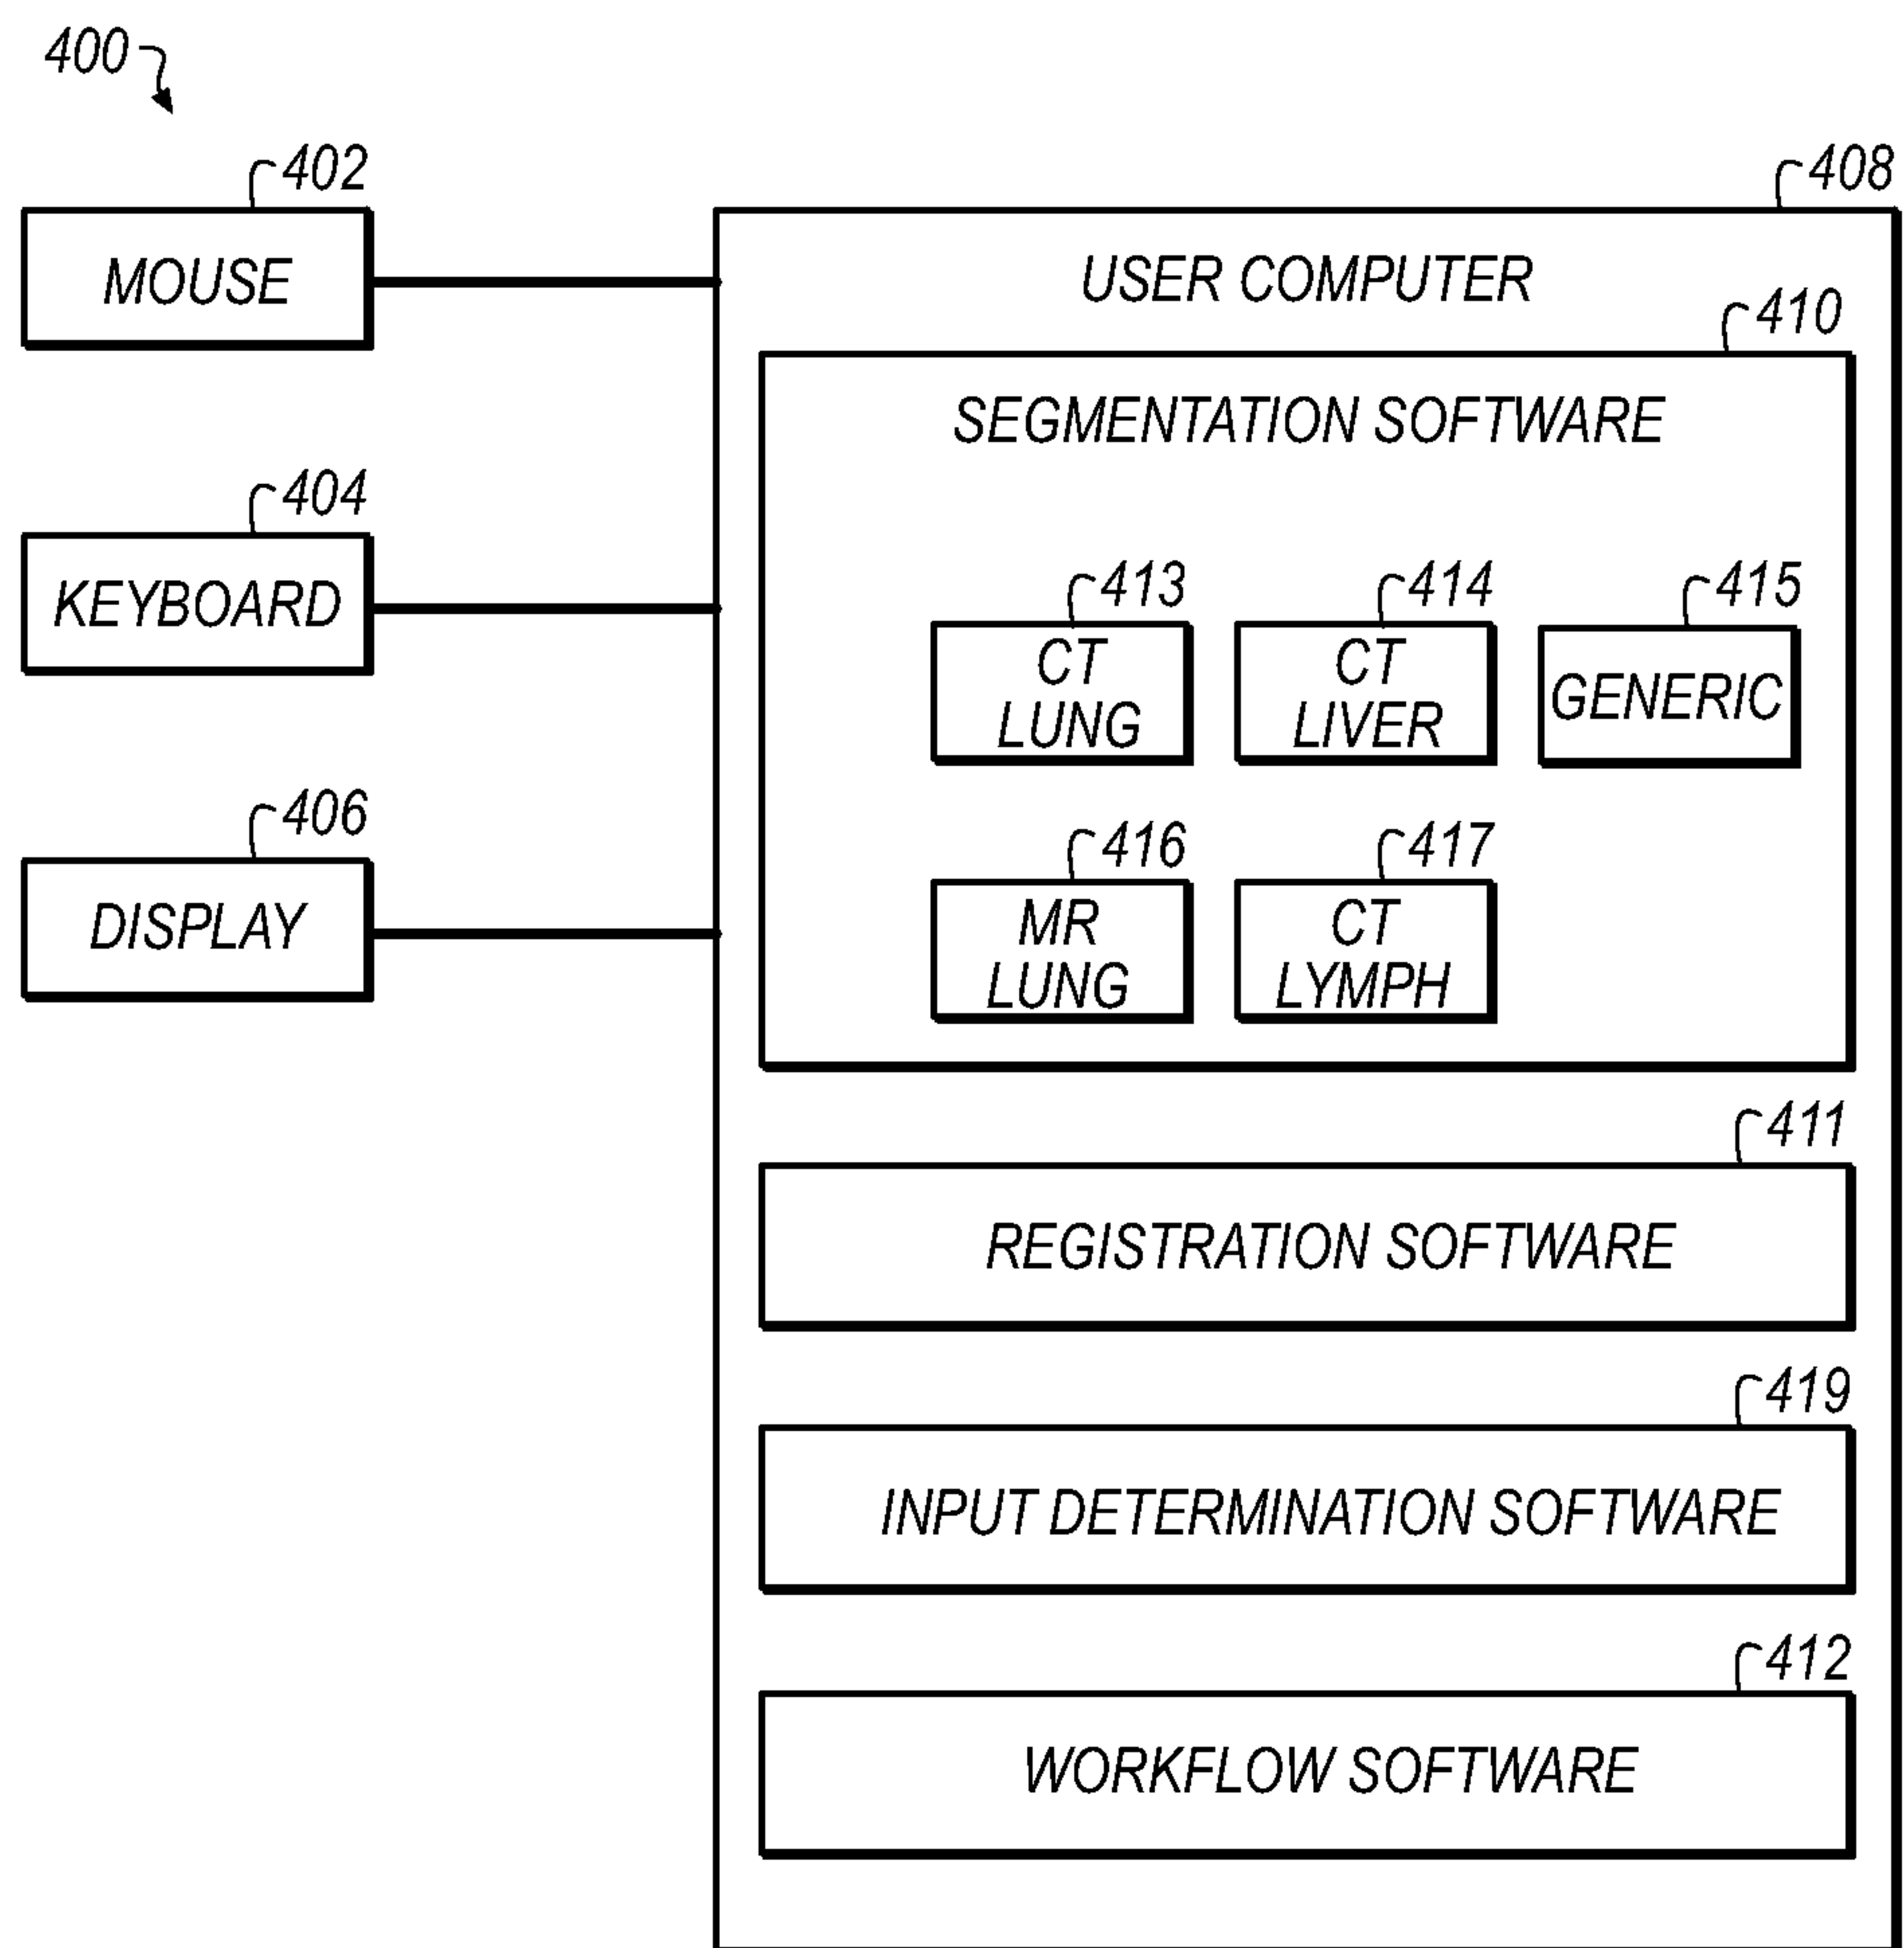 400
402
MOUSE
404
KEYBOARD
406
DISPLAY
408
USER COMPUTER
410
SEGMENTATION SOFTWARE
413
CT
LUNG
414
CT
LIVER
415
GENERIC
416
MR
LUNG
417
CT
LYMPH
411
REGISTRATION SOFTWARE
419
INPUT DETERMINATION SOFTWARE
412
WORKFLOW SOFTWARE